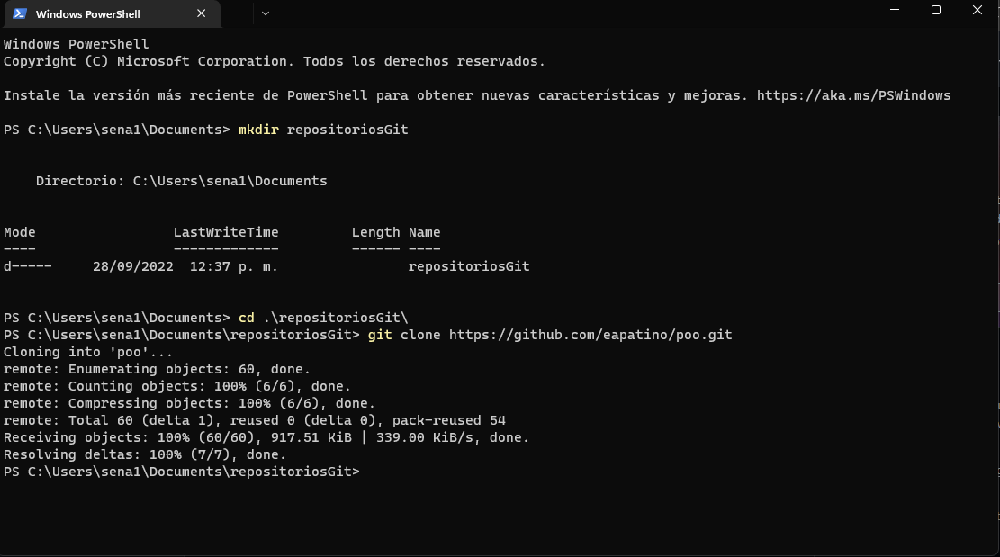 Windows PowerShell
Windows PowerShell
Copyright (C) Microsoft Corporation. Todos los derechos reservados.
Instale la versión más reciente de PowerShell para obtener nuevas características y mejoras. https://aka.ms/PSWindows
PS C:\Users\sena1\Documents> mkdir repositoriosGit
Directorio: C:\Users\sena1\Documents
Mode LastWriteTime Length Name
---- ------------- ------ ----
d----- 28/09/2022 12:37 p. m. repositoriosGit
PS C:\Users\sena1\Documents> cd .\repositoriosGit\
PS C:\Users\sena1\Documents\repositoriosGit> git clone https://github.com/eapatino/poo.git
Cloning into 'poo'...
remote: Enumerating objects: 60, done.
remote: Counting objects: 100% (6/6), done.
remote: Compressing objects: 100% (6/6), done.
remote: Total 60 (delta 1), reused 0 (delta 0), pack-reused 54
Receiving objects: 100% (60/60), 917.51 KiB | 339.00 KiB/s, done.
Resolving deltas: 100% (7/7), done.
PS C:\Users\sena1\Documents\repositoriosGit>